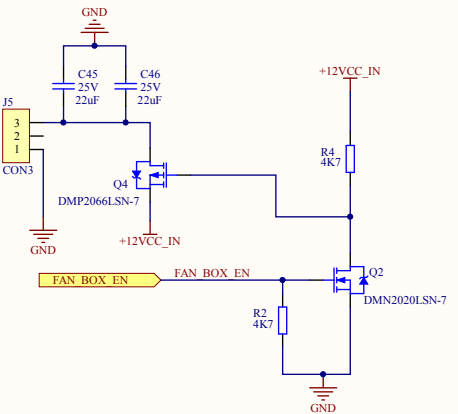 GND
C45
25V
22uF
C46
25V
22uF
+12VCC_IN
J5
3
2
1
CON3
R4
4K7
Q4
DMP2066LSN-7
+12VCC_IN
GND
FAN_BOX_EN
FAN_BOX_EN
Q2
DMN2020LSN-7
R2
4K7
GND